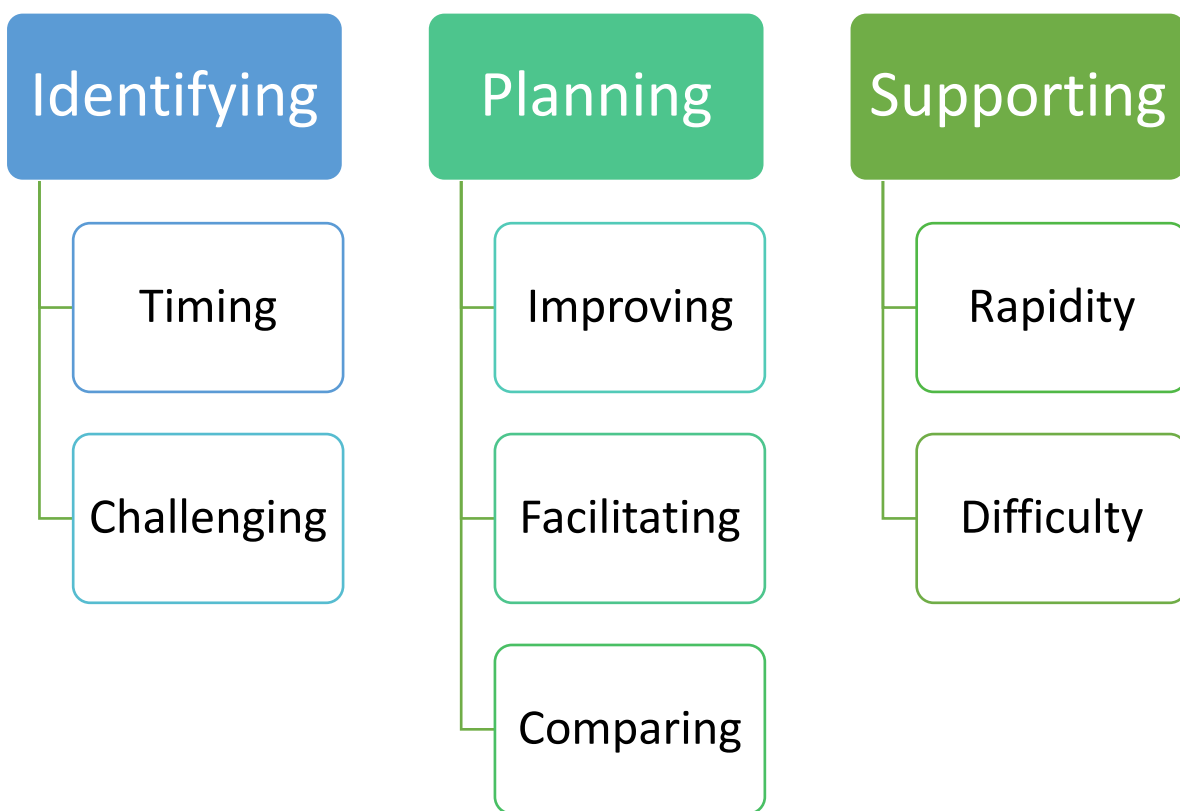 Identifying
Timing
Challenging
Planning
Improving
Facilitating
Comparing
Supporting
Rapidity
Difficulty